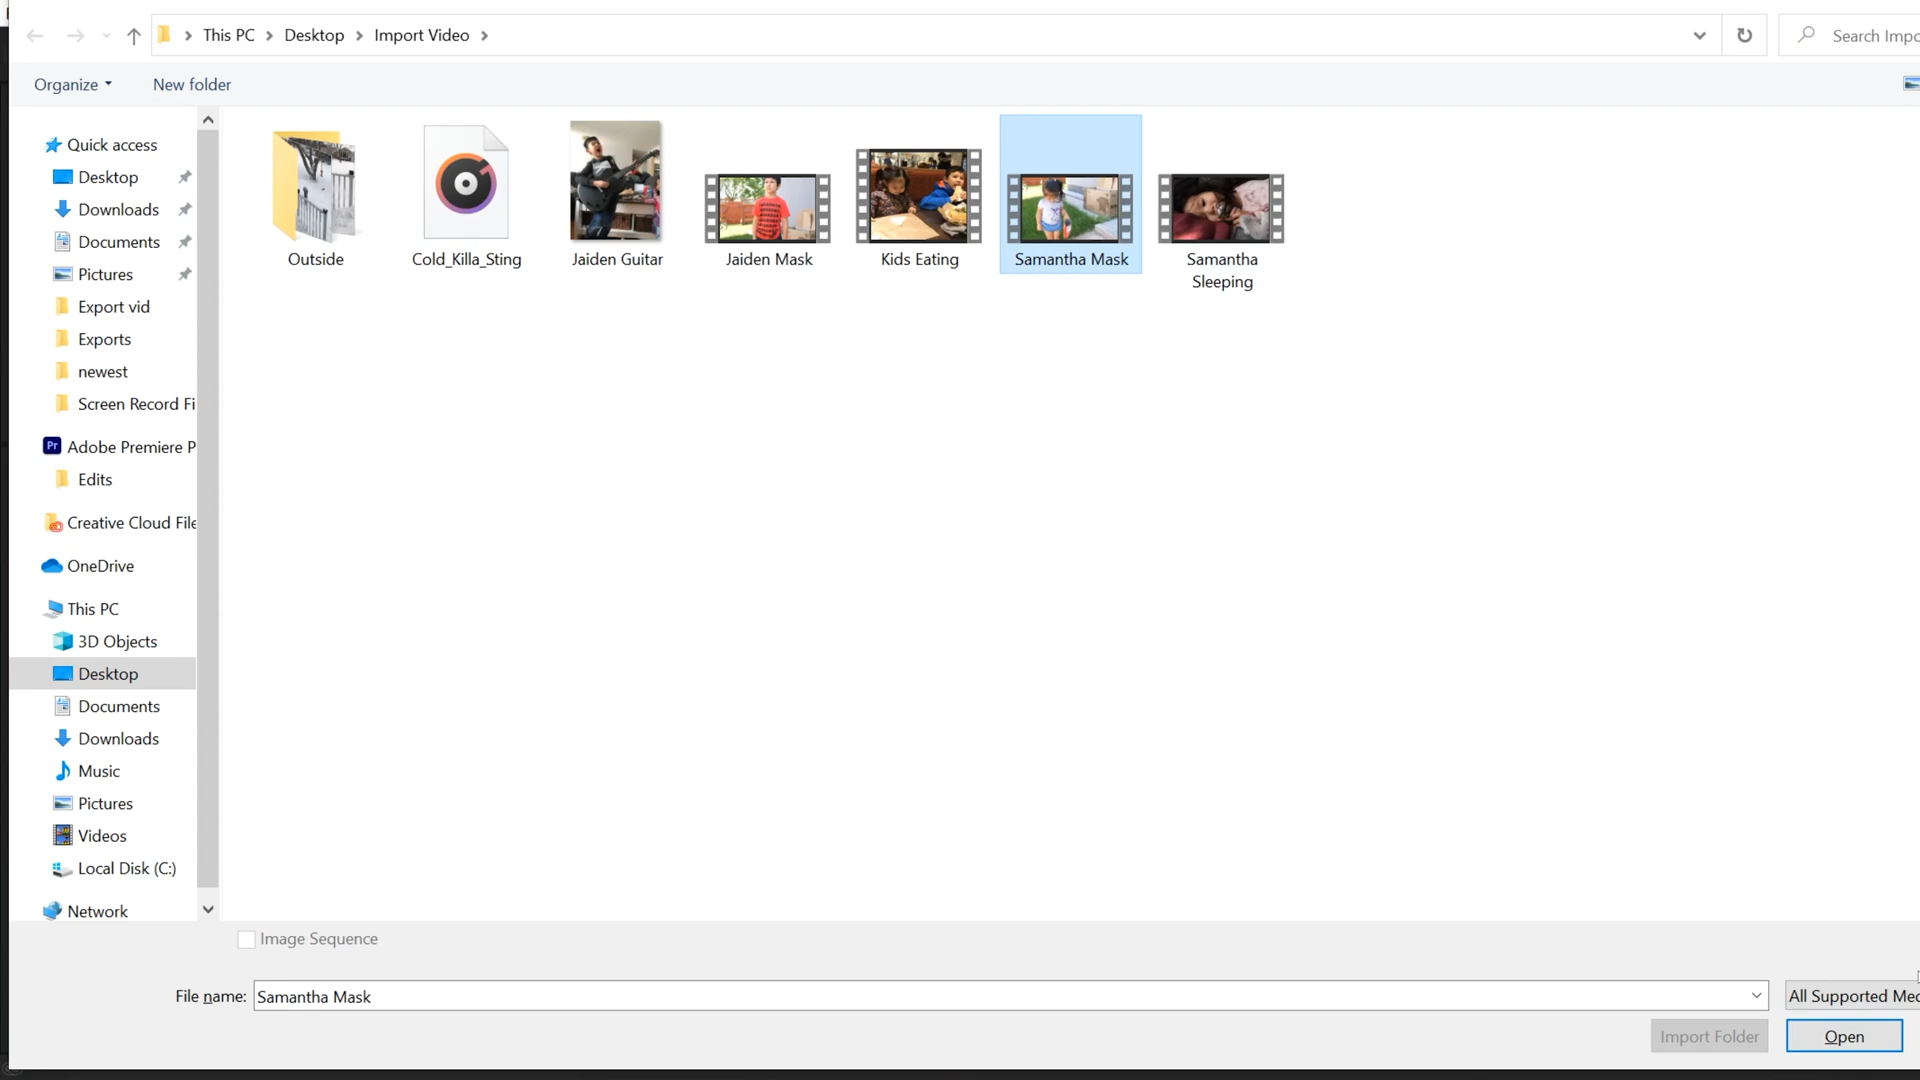 This PC > Desktop > Import Video >
Search Impo
Organize
New folder
Quick access
Desktop
Downloads
Documents
Pictures
Export vid
Exports
newest
Screen Record Fi
Pr Adobe Premiere P
Edits
Creative Cloud File
OneDrive
This PC
3D Objects
Desktop
Documents
Downloads
Music
Pictures
Videos
Local Disk (C:)
Network
Outside
Cold_Killa_Sting
Jaiden Guitar
Jaiden Mask
Kids Eating
Samantha Mask
Samantha
Sleeping
Image Sequence
File name: Samantha Mask
All Supported Med
Import Folder
Open